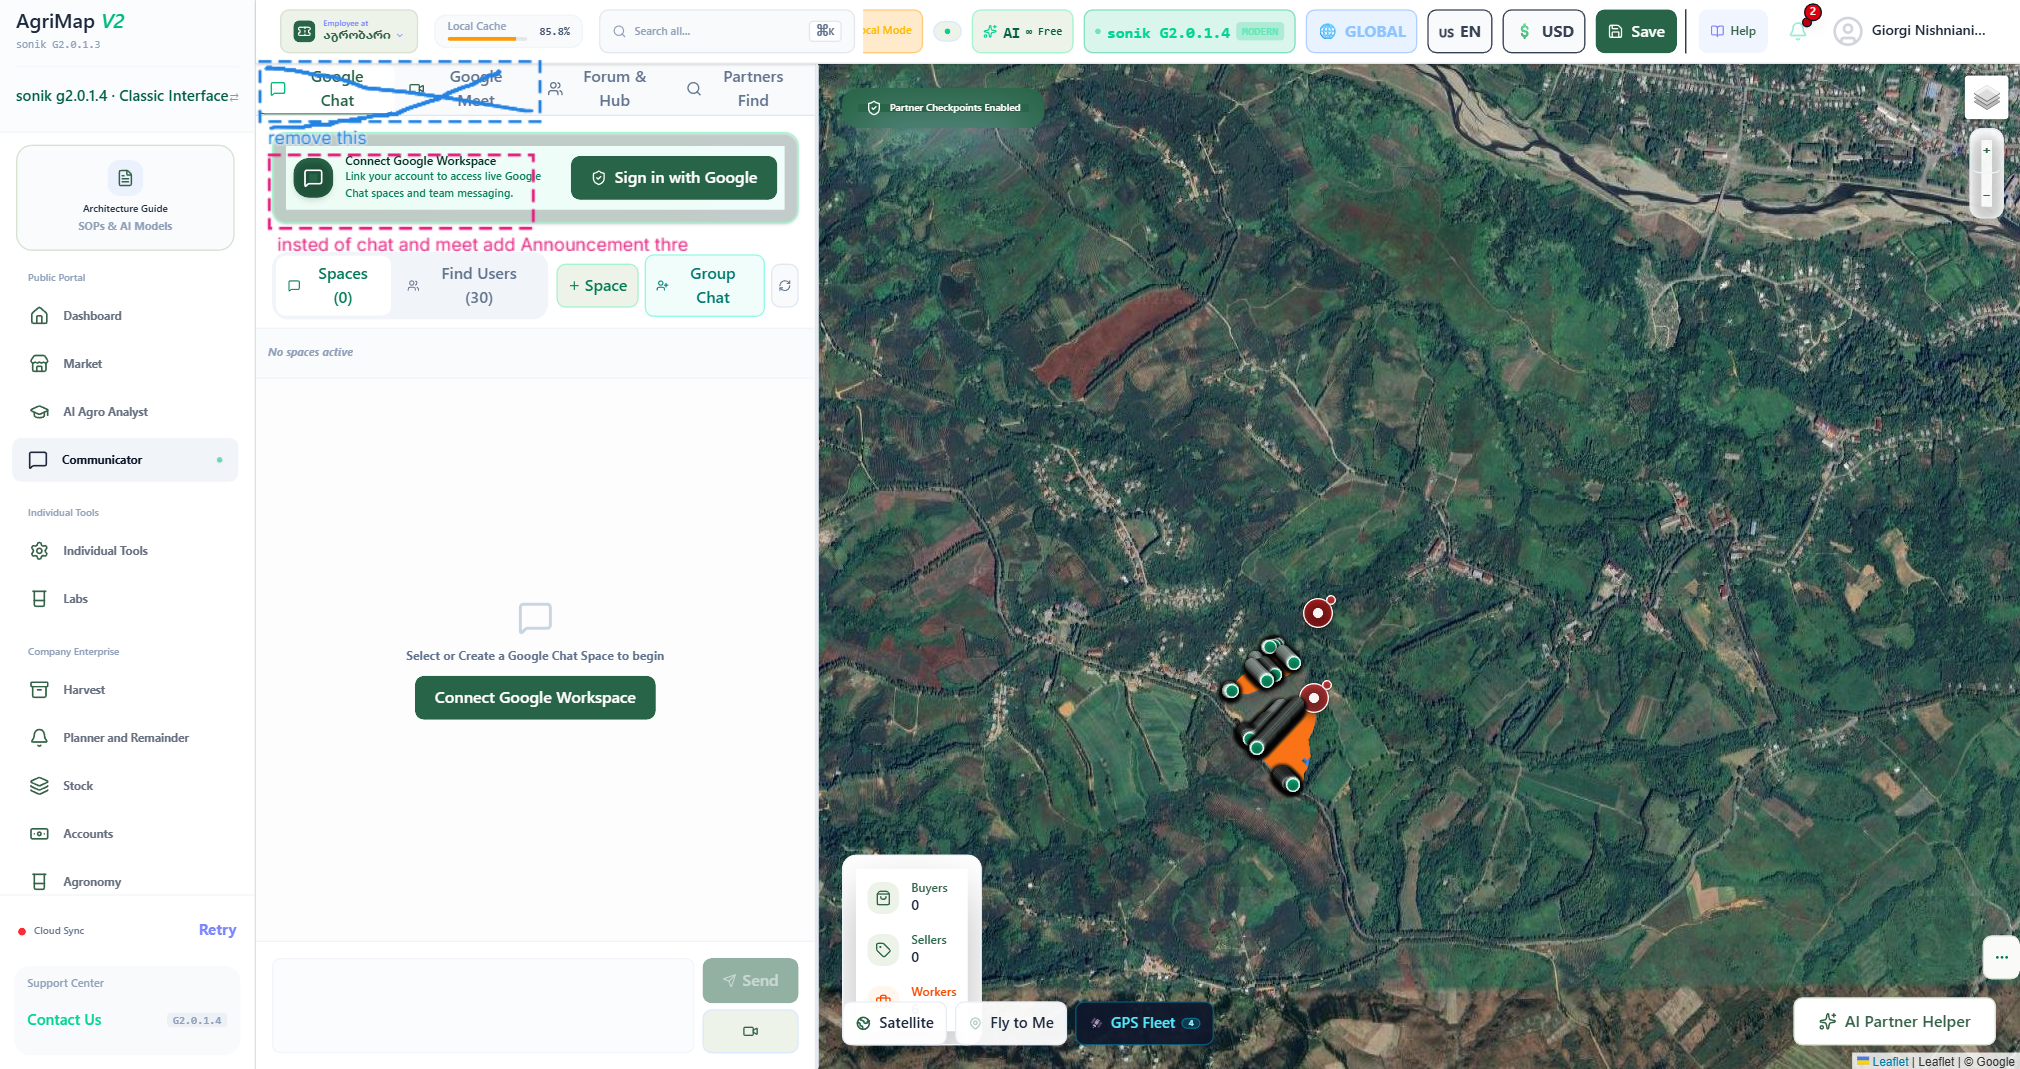 AgriMap V2
sonik G2.0.1.3
sonik g2.0.1.4 · Classic Interface
Architecture Guide
SOPs & AI Models
Public Portal
Dashboard
Market
AI Agro Analyst
Communicator
Individual Tools
Individual Tools
Labs
Company Enterprise
Harvest
Planner and Remainder
Stock
Accounts
Agronomy
Cloud Sync
Retry
Support Center
Contact Us
G2.0.1.4
Employee at
აგრობარი
Local Cache
85.8%
Search all...
⌘K
ocal Mode
AI ∞ Free
sonik G2.0.1.4 MODERN
GLOBAL
US EN
$ USD
Save
Help
2
Giorgi Nishniani...
Google Chat
Google Meet
Forum & Hub
Partners Find
remove this
Connect Google Workspace
Link your account to access live Google
Chat spaces and team messaging.
Sign in with Google
insted of chat and meet add Announcement thre
Spaces (0)
Find Users (30)
+ Space
Group Chat
No spaces active
Select or Create a Google Chat Space to begin
Connect Google Workspace
Send
Partner Checkpoints Enabled
+
−
Buyers
0
Sellers
0
Workers
Satellite
Fly to Me
GPS Fleet 4
...
AI Partner Helper
Leaflet | Leaflet | © Google